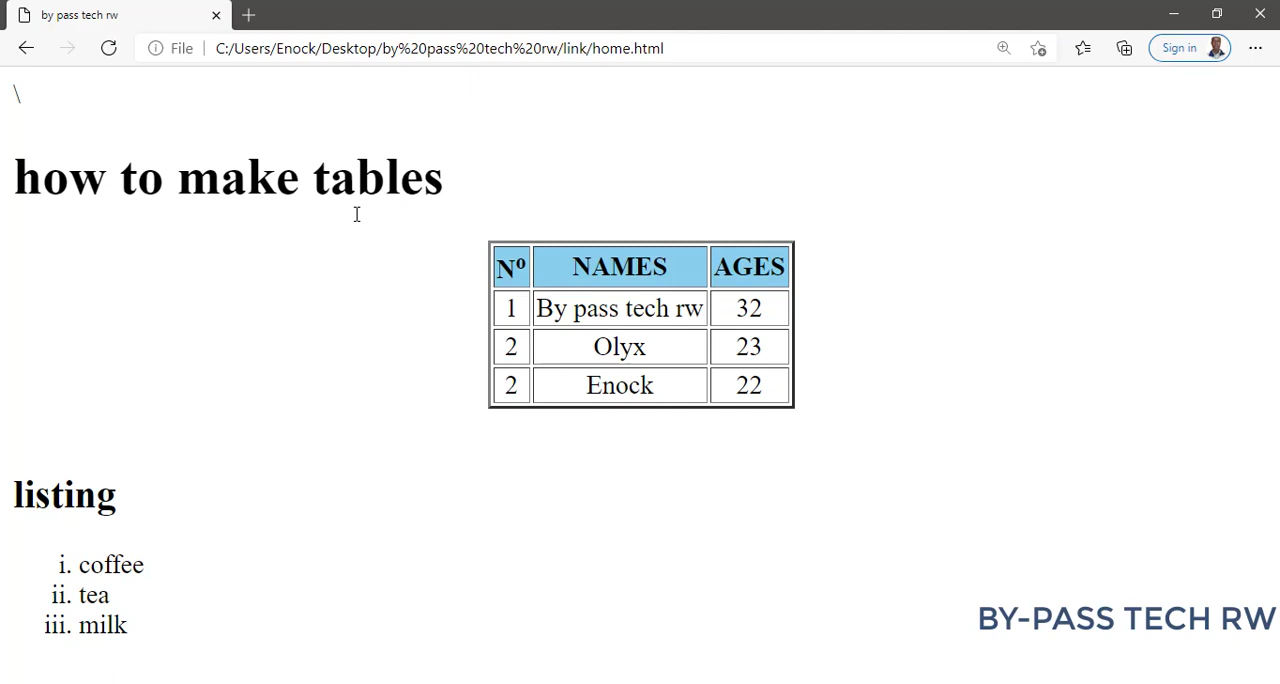 by pass tech rw
File C:/Users/Enock/Desktop/by%20pass%20tech%20rw/link/home.html Sign in
\
how to make tables
Nº NAMES AGES
1 By pass tech rw 32
2 Olyx 23
2 Enock 22
listing
i. coffee
ii. tea
iii. milk
BY-PASS TECH RW